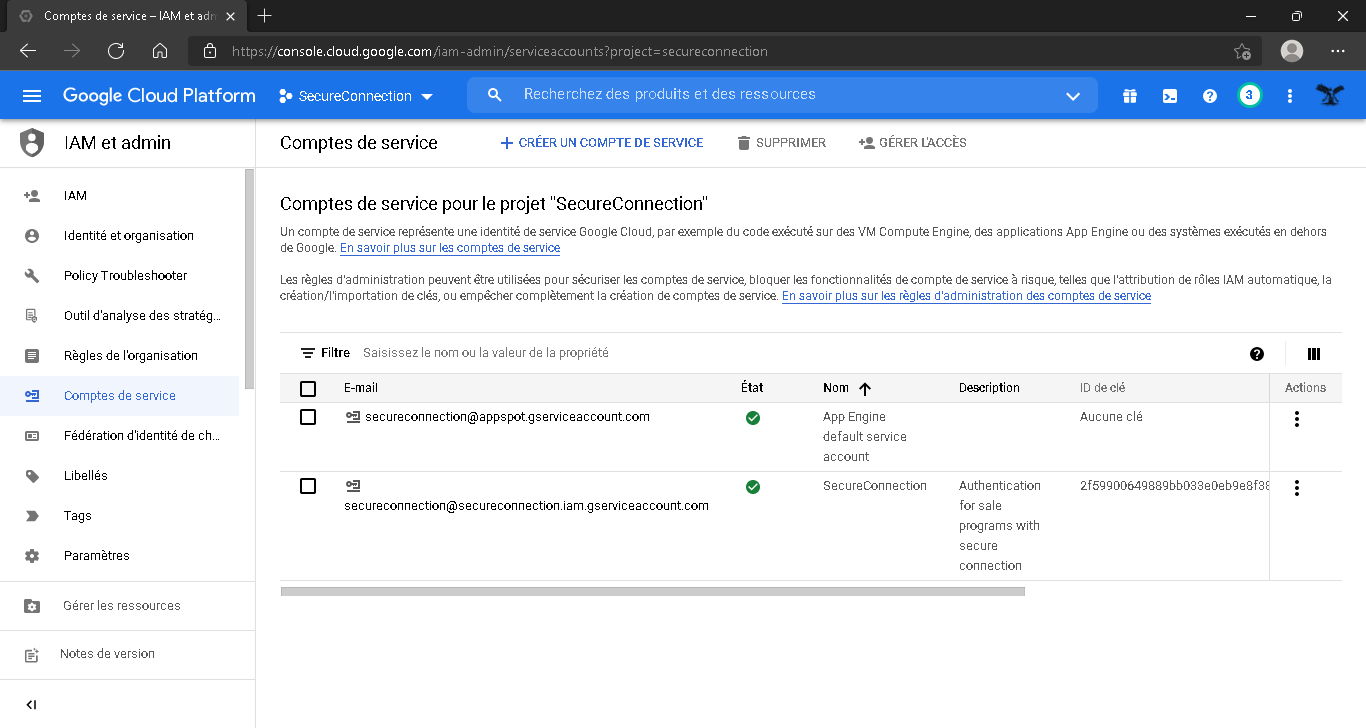 Comptes de service – IAM et adm
https://console.cloud.google.com/iam-admin/serviceaccounts?project=secureconnection
Google Cloud Platform
SecureConnection
Recherchez des produits et des ressources
3
IAM et admin
Comptes de service
CRÉER UN COMPTE DE SERVICE
SUPPRIMER
GÉRER L'ACCÈS
IAM
Identité et organisation
Policy Troubleshooter
Outil d'analyse des stratég...
Règles de l'organisation
Comptes de service
Fédération d'identité de ch...
Libellés
Tags
Paramètres
Gérer les ressources
Notes de version
Comptes de service pour le projet "SecureConnection"
Un compte de service représente une identité de service Google Cloud, par exemple du code exécuté sur des VM Compute Engine, des applications App Engine ou des systèmes exécutés en dehors
de Google. En savoir plus sur les comptes de service
Les règles d'administration peuvent être utilisées pour sécuriser les comptes de service, bloquer les fonctionnalités de compte de service à risque, telles que l'attribution de rôles IAM automatique, la
création/l'importation de clés, ou empêcher complètement la création de comptes de service. En savoir plus sur les règles d'administration des comptes de service
Filtre Saisissez le nom ou la valeur de la propriété
E-mail État Nom Description ID de clé Actions
secureconnection@appspot.gserviceaccount.com
App Engine
default service
account
Aucune clé
secureconnection@secureconnection.iam.gserviceaccount.com
SecureConnection
Authentication
for sale
programs with
secure
connection
2f59900649889bb033e0eb9e8f38